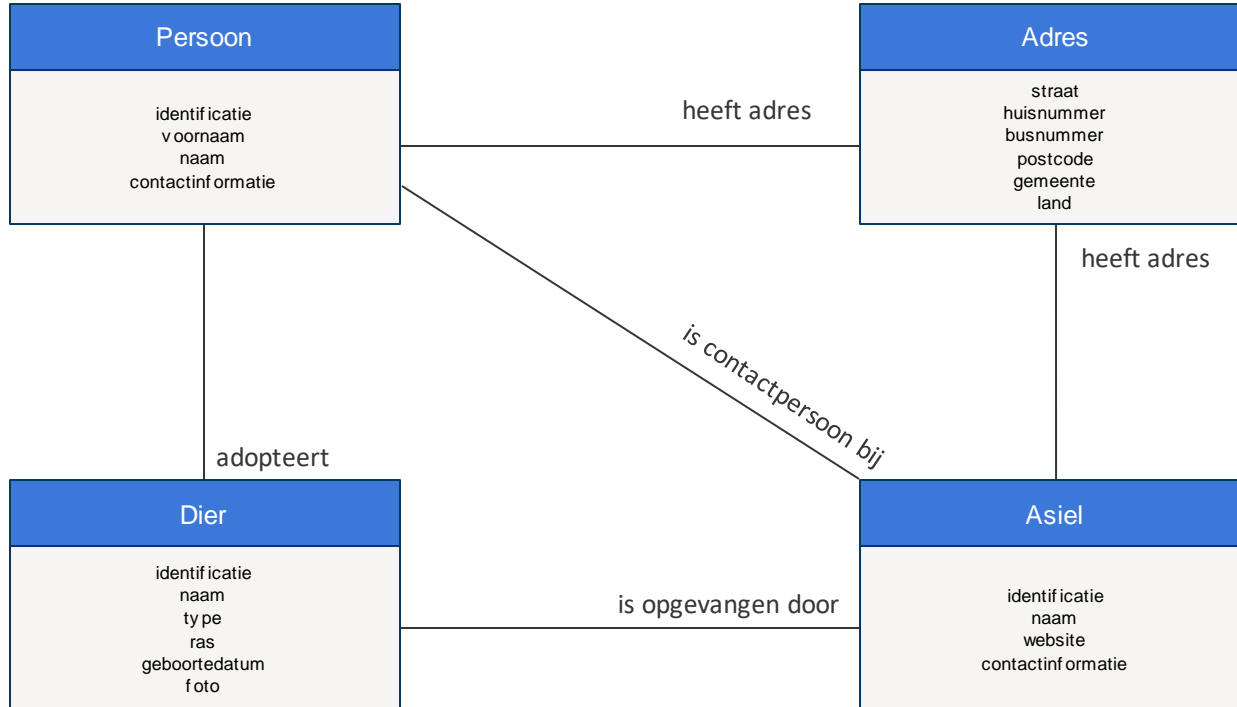 Persoon
identificatie
voornaam
naam
contactinformatie
heeft adres
Adres
straat
huisnummer
busnummer
postcode
gemeente
land
heeft adres
is contactpersoon bij
adopteert
Dier
identificatie
naam
type
ras
geboortedatum
foto
is opgevangen door
Asiel
identificatie
naam
website
contactinformatie